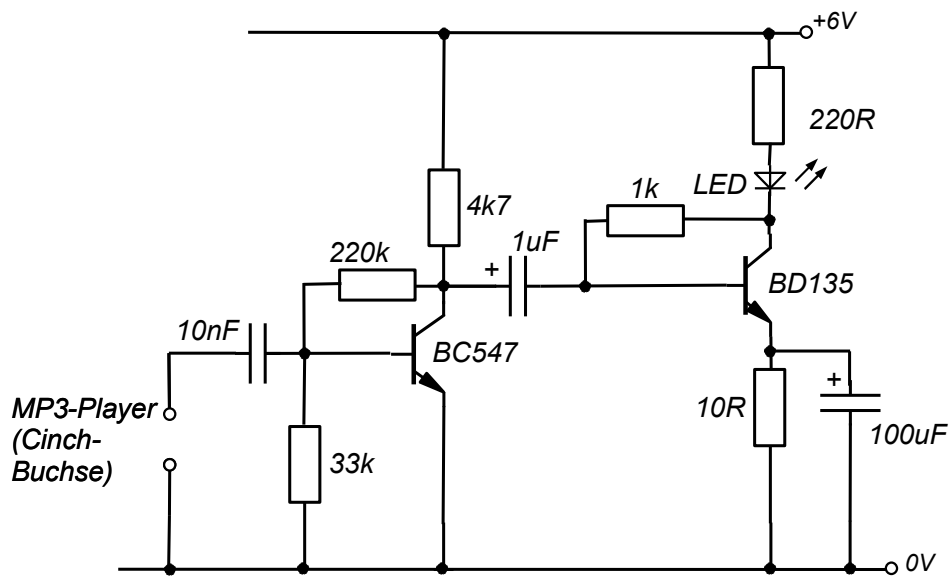 +6V
220R
LED
1k
4k7
1uF
+
220k
BD135
10nF
BC547
MP3-Player
(Cinch-
Buchse)
10R
+
100uF
33k
0V